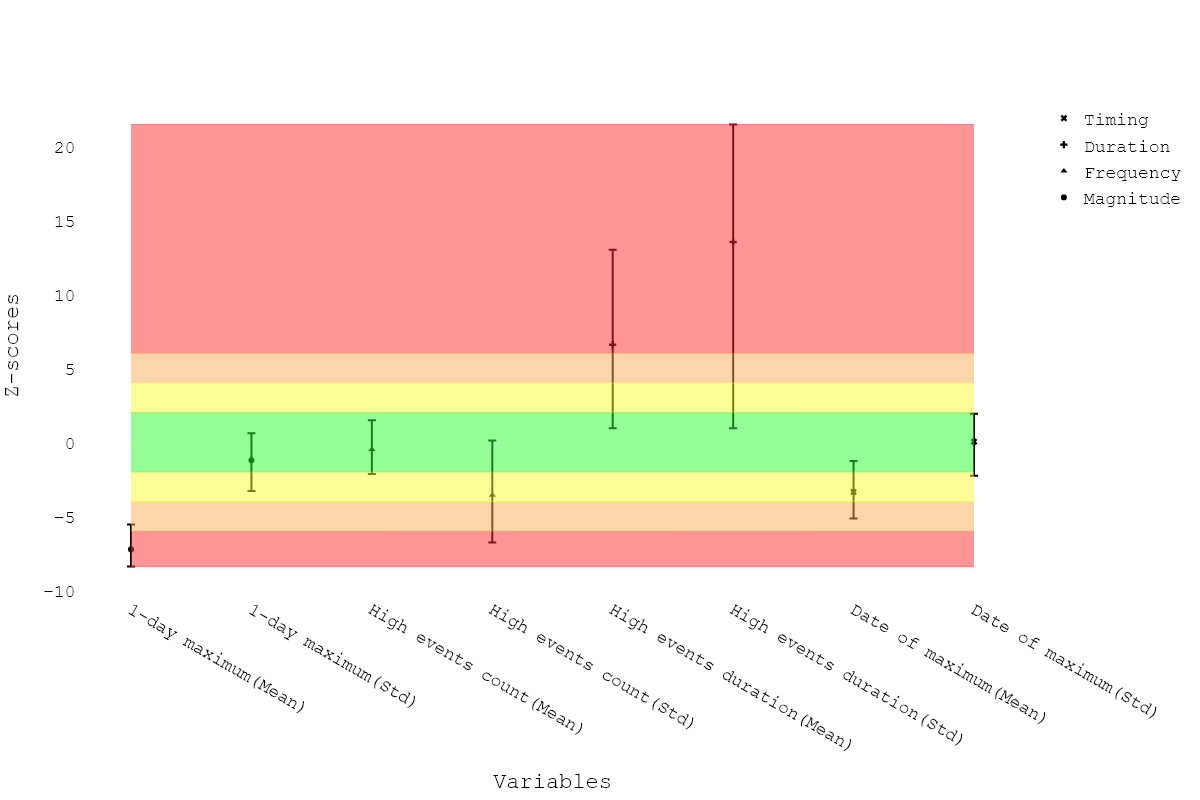 Timing
Duration
Frequency
Magnitude
20
15
10
5
0
−5
−10
Z-scores
1-day maximum(Mean)
1-day maximum(Std)
High events count(Mean)
High events count(Std)
High events duration(Mean)
High events duration(Std)
Date of maximum(Mean)
Date of maximum(Std)
Variables